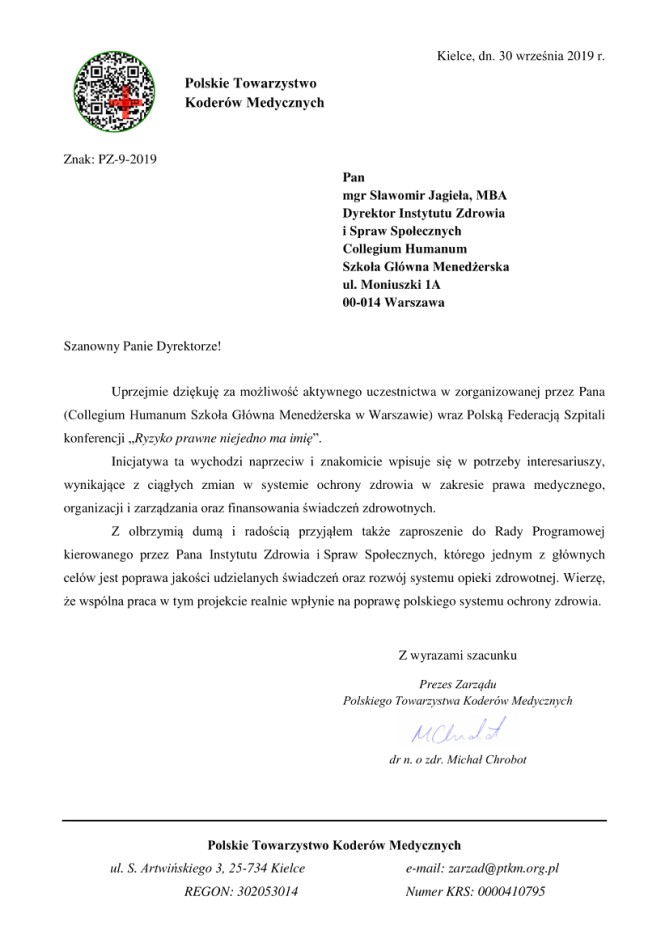 Kielce, dn. 30 września 2019 r.
Polskie Towarzystwo
Koderów Medycznych
Znak: PZ-9-2019
Pan
mgr Sławomir Jagieła, MBA
Dyrektor Instytutu Zdrowia
i Spraw Społecznych
Collegium Humanum
Szkoła Główna Menedżerska
ul. Moniuszki 1A
00-014 Warszawa
Szanowny Panie Dyrektorze!
Uprzejmie dziękuję za możliwość aktywnego uczestnictwa w zorganizowanej przez Pana
(Collegium Humanum Szkoła Główna Menedżerska w Warszawie) wraz Polską Federacją Szpitali
konferencji „Ryzyko prawne niejedno ma imię”.
Inicjatywa ta wychodzi naprzeciw i znakomicie wpisuje się w potrzeby interesariuszy,
wynikające z ciągłych zmian w systemie ochrony zdrowia w zakresie prawa medycznego,
organizacji i zarządzania oraz finansowania świadczeń zdrowotnych.
Z olbrzymią dumą i radością przyjąłem także zaproszenie do Rady Programowej
kierowanego przez Pana Instytutu Zdrowia i Spraw Społecznych, którego jednym z głównych
celów jest poprawa jakości udzielanych świadczeń oraz rozwój systemu opieki zdrowotnej. Wierzę,
że wspólna praca w tym projekcie realnie wpłynie na poprawę polskiego systemu ochrony zdrowia.
Z wyrazami szacunku
Prezes Zarządu
Polskiego Towarzystwa Koderów Medycznych
MChrobot
dr n. o zdr. Michał Chrobot
Polskie Towarzystwo Koderów Medycznych
ul. S. Artwińskiego 3, 25-734 Kielce e-mail: zarzad@ptkm.org.pl
REGON: 302053014 Numer KRS: 0000410795